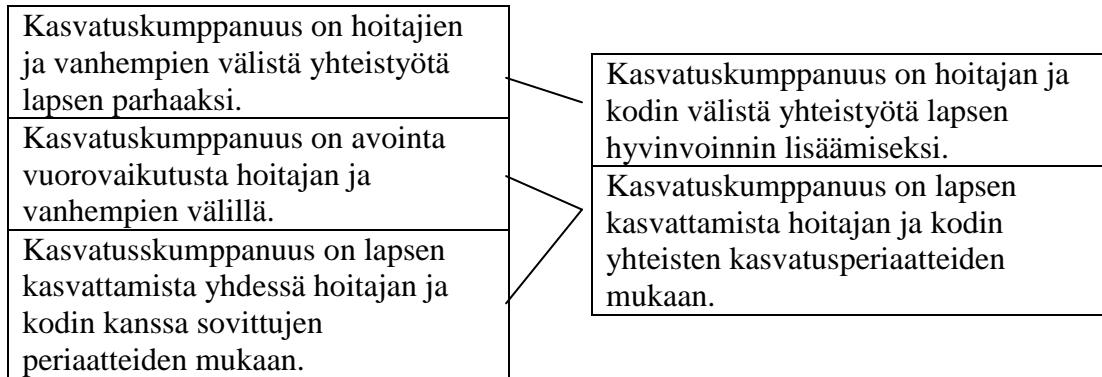 Kasvatuskumppanuus on hoitajien
ja vanhempien välistä yhteistyötä
lapsen parhaaksi.
Kasvatuskumppanuus on avointa
vuorovaikutusta hoitajan ja
vanhempien välillä.
Kasvatusskumppanuus on lapsen
kasvattamista yhdessä hoitajan ja
kodin kanssa sovittujen
periaatteiden mukaan.
Kasvatuskumppanuus on hoitajan ja
kodin välistä yhteistyötä lapsen
hyvinvoinnin lisäämiseksi.
Kasvatuskumppanuus on lapsen
kasvattamista hoitajan ja kodin
yhteisten kasvatusperiaatteiden
mukaan.